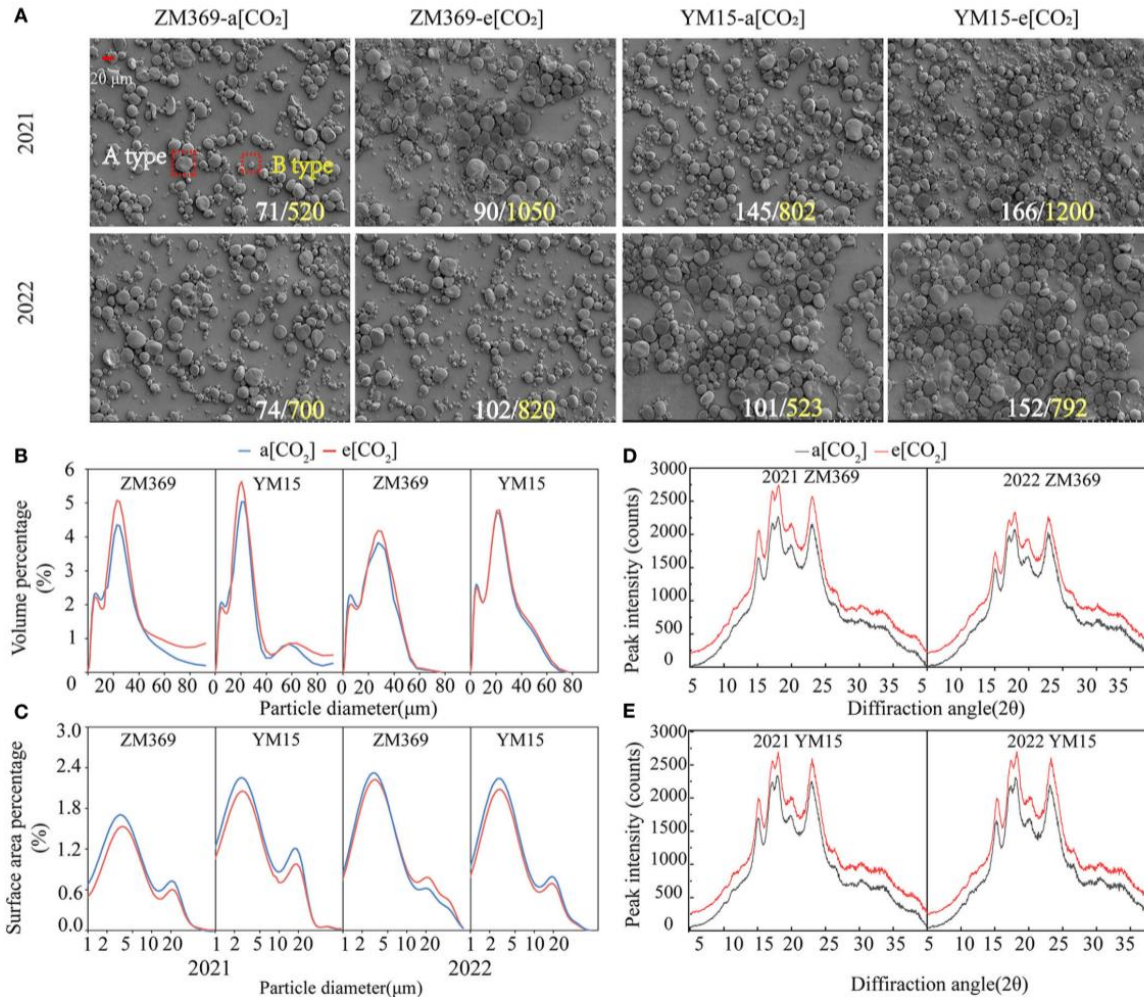 A
ZM369-a[CO₂] ZM369-e[CO₂] YM15-a[CO₂] YM15-e[CO₂]
2021
20 μm
A type
B type
71/520 90/1050 145/802 166/1200
2022
74/700 102/820 101/523 152/792
B
a[CO₂] e[CO₂]
Volume percentage
(%)
6
5
4
3
2
1
0
ZM369 YM15 ZM369 YM15
20 40 60 80 0 20 40 60 80 0 20 40 60 80 0 20 40 60 80
Particle diameter(μm)
C
Surface area percentage
(%)
3.0
2.4
1.8
1.2
0.6
0.0
ZM369 YM15 ZM369 YM15
1 2 5 10 20 1 2 5 10 20 1 2 5 10 20 1 2 5 10 20
2021 2022
Particle diameter(μm)
D
a[CO₂] e[CO₂]
Peak intensity (counts)
3000
2500
2000
1500
1000
500
0
2021 ZM369 2022 ZM369
5 10 15 20 25 30 35 5 10 15 20 25 30 35
Diffraction angle(2θ)
E
Peak intensity (counts)
3000
2500
2000
1500
1000
500
0
2021 YM15 2022 YM15
5 10 15 20 25 30 35 5 10 15 20 25 30 35
Diffraction angle(2θ)